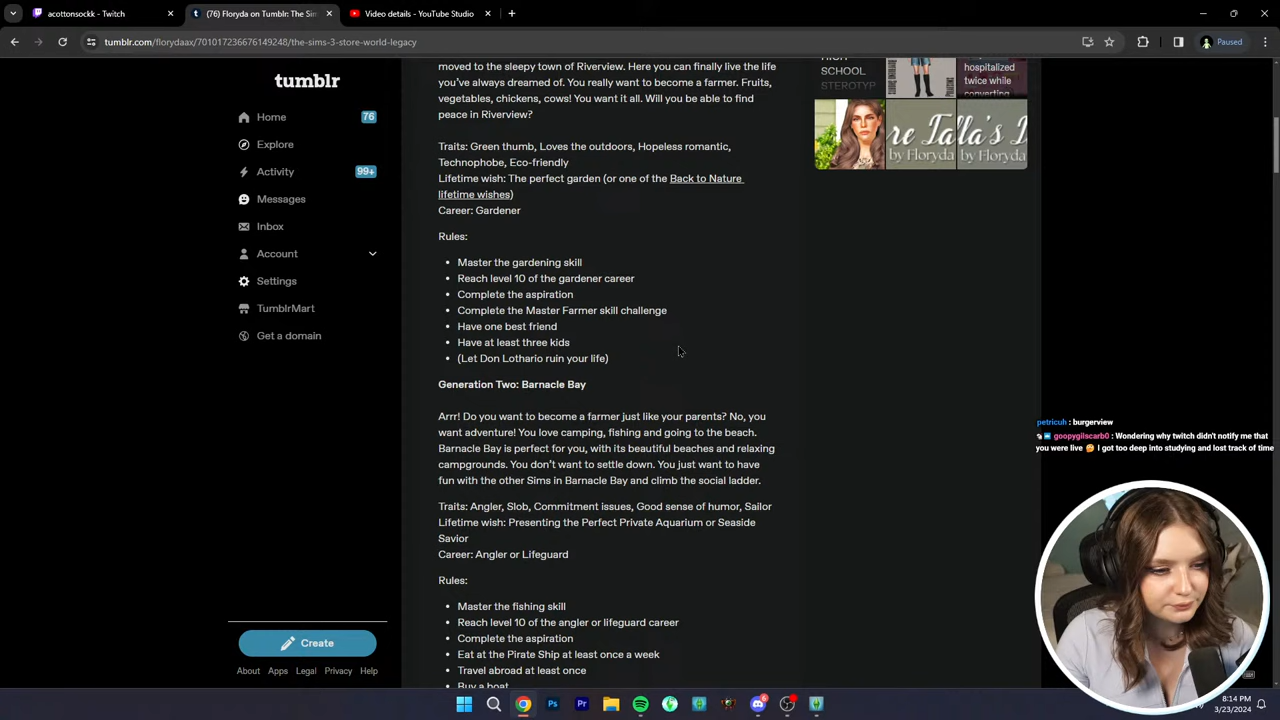 acottonsockk - Twitch
(76) Floryda on Tumblr: The Sim
Video details - YouTube Studio
tumblr.com/florydaax/701017236676149248/the-sims-3-store-world-legacy
Paused
tumblr
Home
76
Explore
Activity
99+
Messages
Inbox
Account
Settings
TumblrMart
Get a domain
Create
About
Apps
Legal
Privacy
Help
moved to the sleepy town of Riverview. Here you can finally live the life
you've always dreamed of. You really want to become a farmer. Fruits,
vegetables, chickens, cows! You want it all. Will you be able to find
peace in Riverview?
Traits: Green thumb, Loves the outdoors, Hopeless romantic,
Technophobe, Eco-friendly
Lifetime wish: The perfect garden (or one of the Back to Nature
lifetime wishes)
Career: Gardener
Rules:
Master the gardening skill
Reach level 10 of the gardener career
Complete the aspiration
Complete the Master Farmer skill challenge
Have one best friend
Have at least three kids
(Let Don Lothario ruin your life)
Generation Two: Barnacle Bay
Arrr! Do you want to become a farmer just like your parents? No, you
want adventure! You love camping, fishing and going to the beach.
Barnacle Bay is perfect for you, with its beautiful beaches and relaxing
campgrounds. You don't want to settle down. You just want to have
fun with the other Sims in Barnacle Bay and climb the social ladder.
Traits: Angler, Slob, Commitment issues, Good sense of humor, Sailor
Lifetime wish: Presenting the Perfect Private Aquarium or Seaside
Savior
Career: Angler or Lifeguard
Rules:
Master the fishing skill
Reach level 10 of the angler or lifeguard career
Complete the aspiration
Eat at the Pirate Ship at least once a week
Travel abroad at least once
Buy a boat
HIGH
SCHOOL
STEROTYP
hospitalized
twice while
converting
re Talla's I
by Floryda by Floryda
petricuh : burgerview
goopygilscarb0 : Wondering why twitch didn't notify me that
you were live I got too deep into studying and lost track of time
8:14 PM
3/23/2024